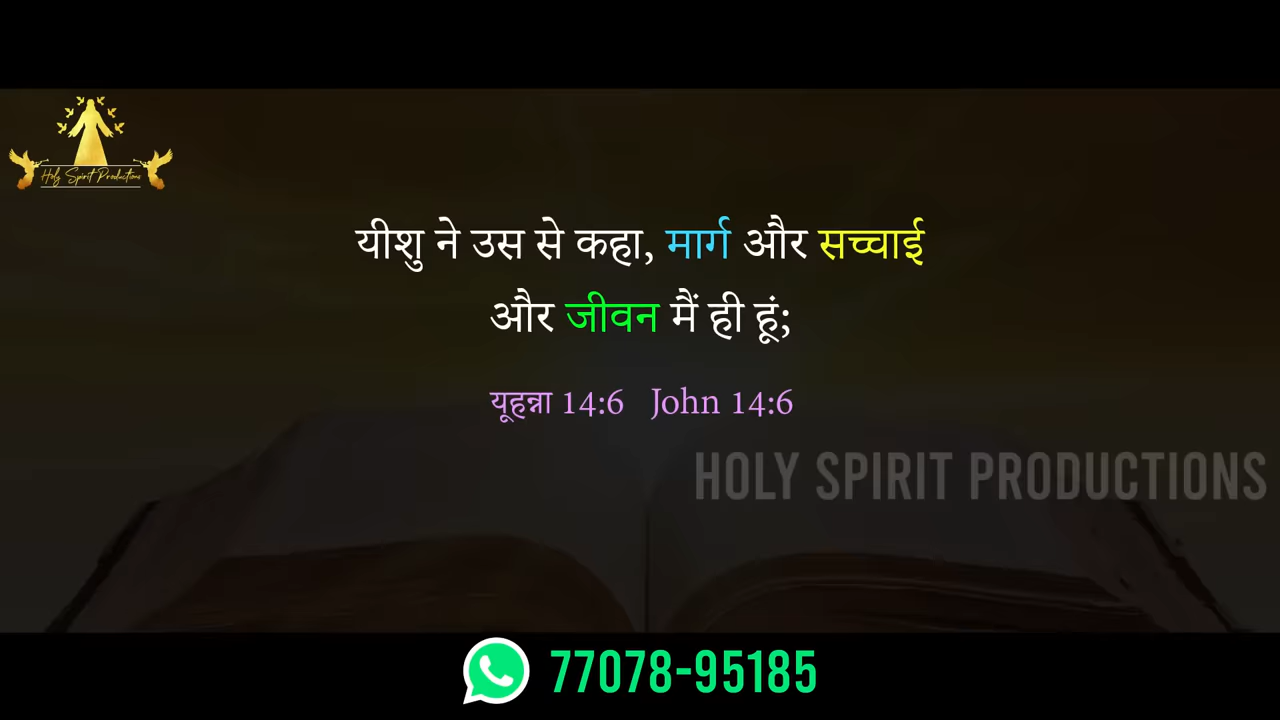 Holy Spirit Productions
यीशु ने उस से कहा, मार्ग और सच्चाई
और जीवन मैं ही हूं;
यूहन्ना 14:6 John 14:6
HOLY SPIRIT PRODUCTIONS
77078-95185